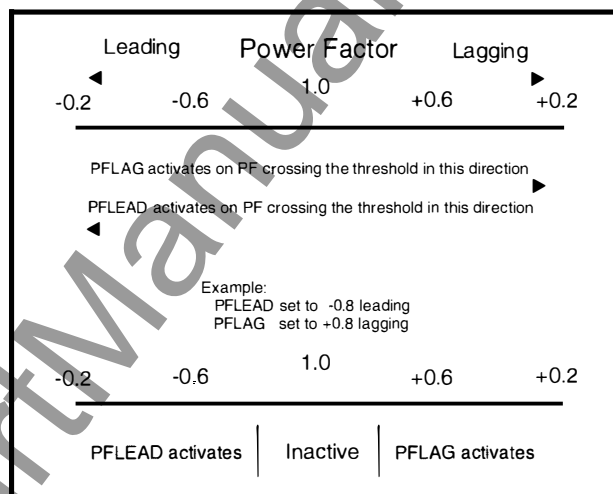 Leading Power Factor Lagging
1.0
-0.2 -0.6 +0.6 +0.2
PFLAG activates on PF crossing the threshold in this direction
PFLEAD activates on PF crossing the threshold in this direction
Example:
PFLEAD set to -0.8 leading
PFLAG set to +0.8 lagging
1.0
-0.2 -0.6 +0.6 +0.2
PFLEAD activates Inactive PFLAG activates